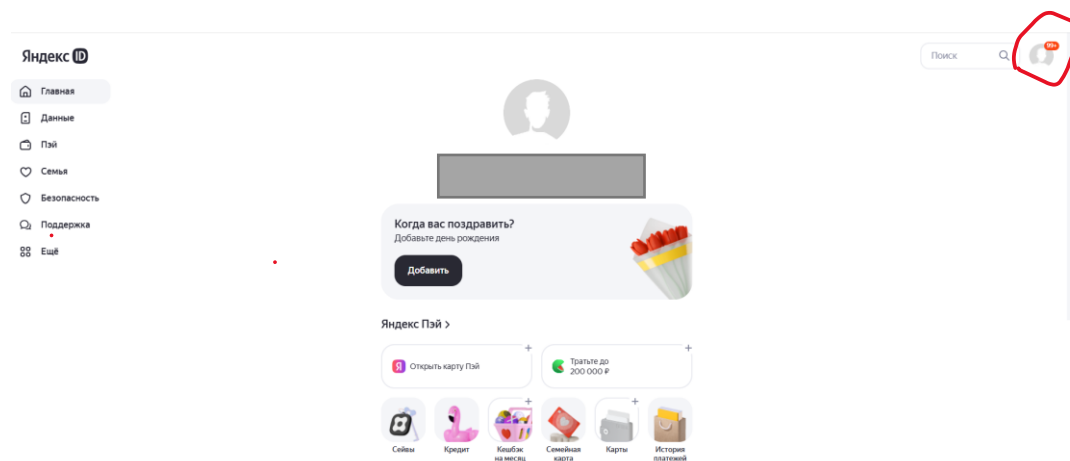 Яндекс ID
Поиск
99+
Главная
Данные
Пэй
Семья
Безопасность
Поддержка
Ещё
Когда вас поздравить?
Добавьте день рождения
Добавить
Яндекс Пэй >
Я Открыть карту Пэй
+
Тратьте до
200 000 ₽
+
Сейвы
Кредит
Кешбэк
на месяц
+
Семейная
карта
Карты
+
История
платежей